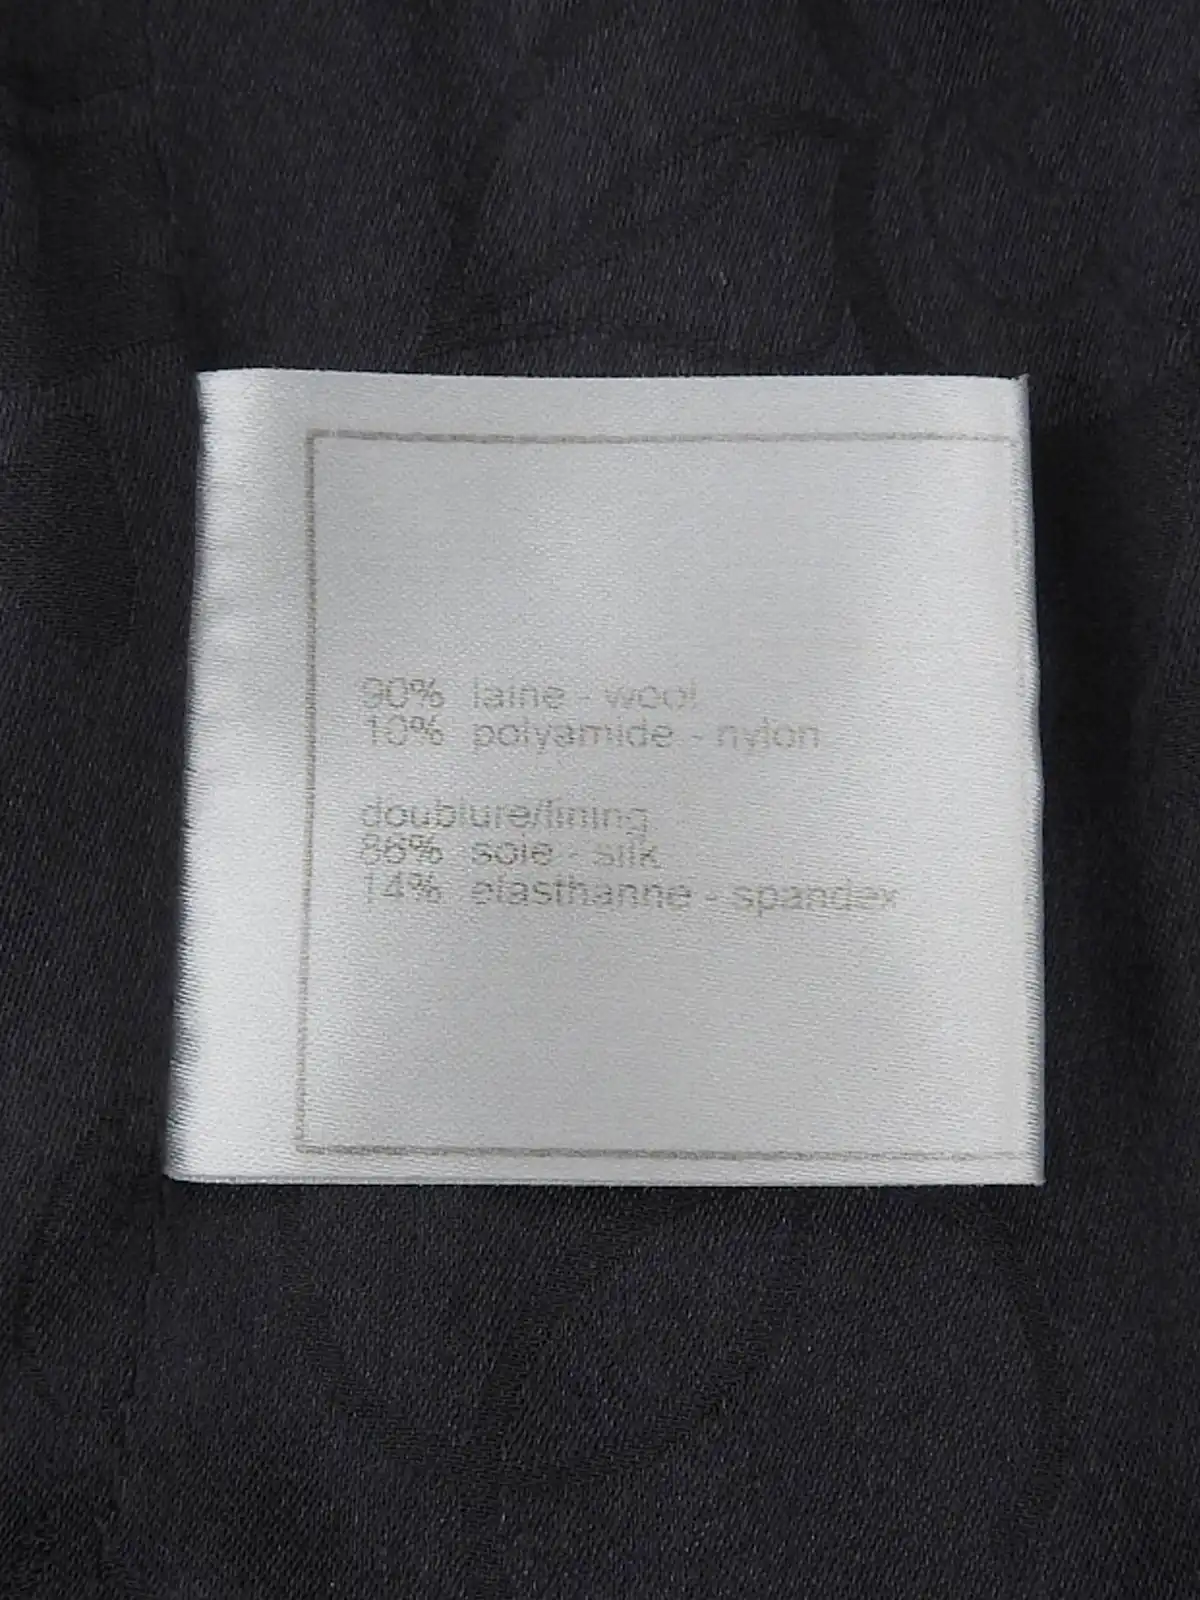 90% laine - wool
10% polyamide - nylon
doublure/lining
86% soie - silk
14% elasthanne - spandex